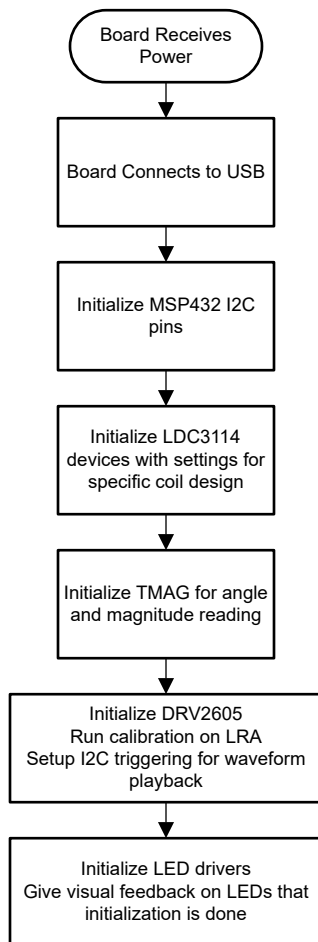 Board Receives
Power
Board Connects to USB
Initialize MSP432 I2C
pins
Initialize LDC3114
devices with settings for
specific coil design
Initialize TMAG for angle
and magnitude reading
Initialize DRV2605
Run calibration on LRA
Setup I2C triggering for waveform
playback
Initialize LED drivers
Give visual feedback on LEDs that
initialization is done